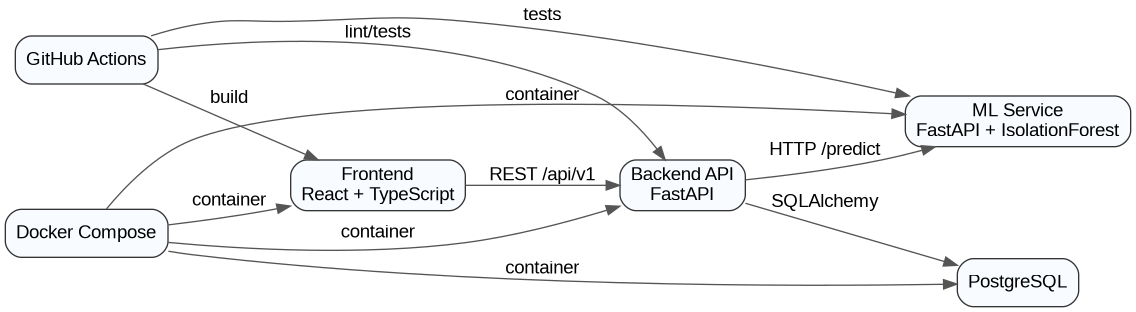 tests
lint/tests
GitHub Actions
build
container
ML Service
FastAPI + IsolationForest
HTTP /predict
Frontend
React + TypeScript
REST /api/v1
Backend API
FastAPI
container
SQLAlchemy
Docker Compose
container
container
PostgreSQL